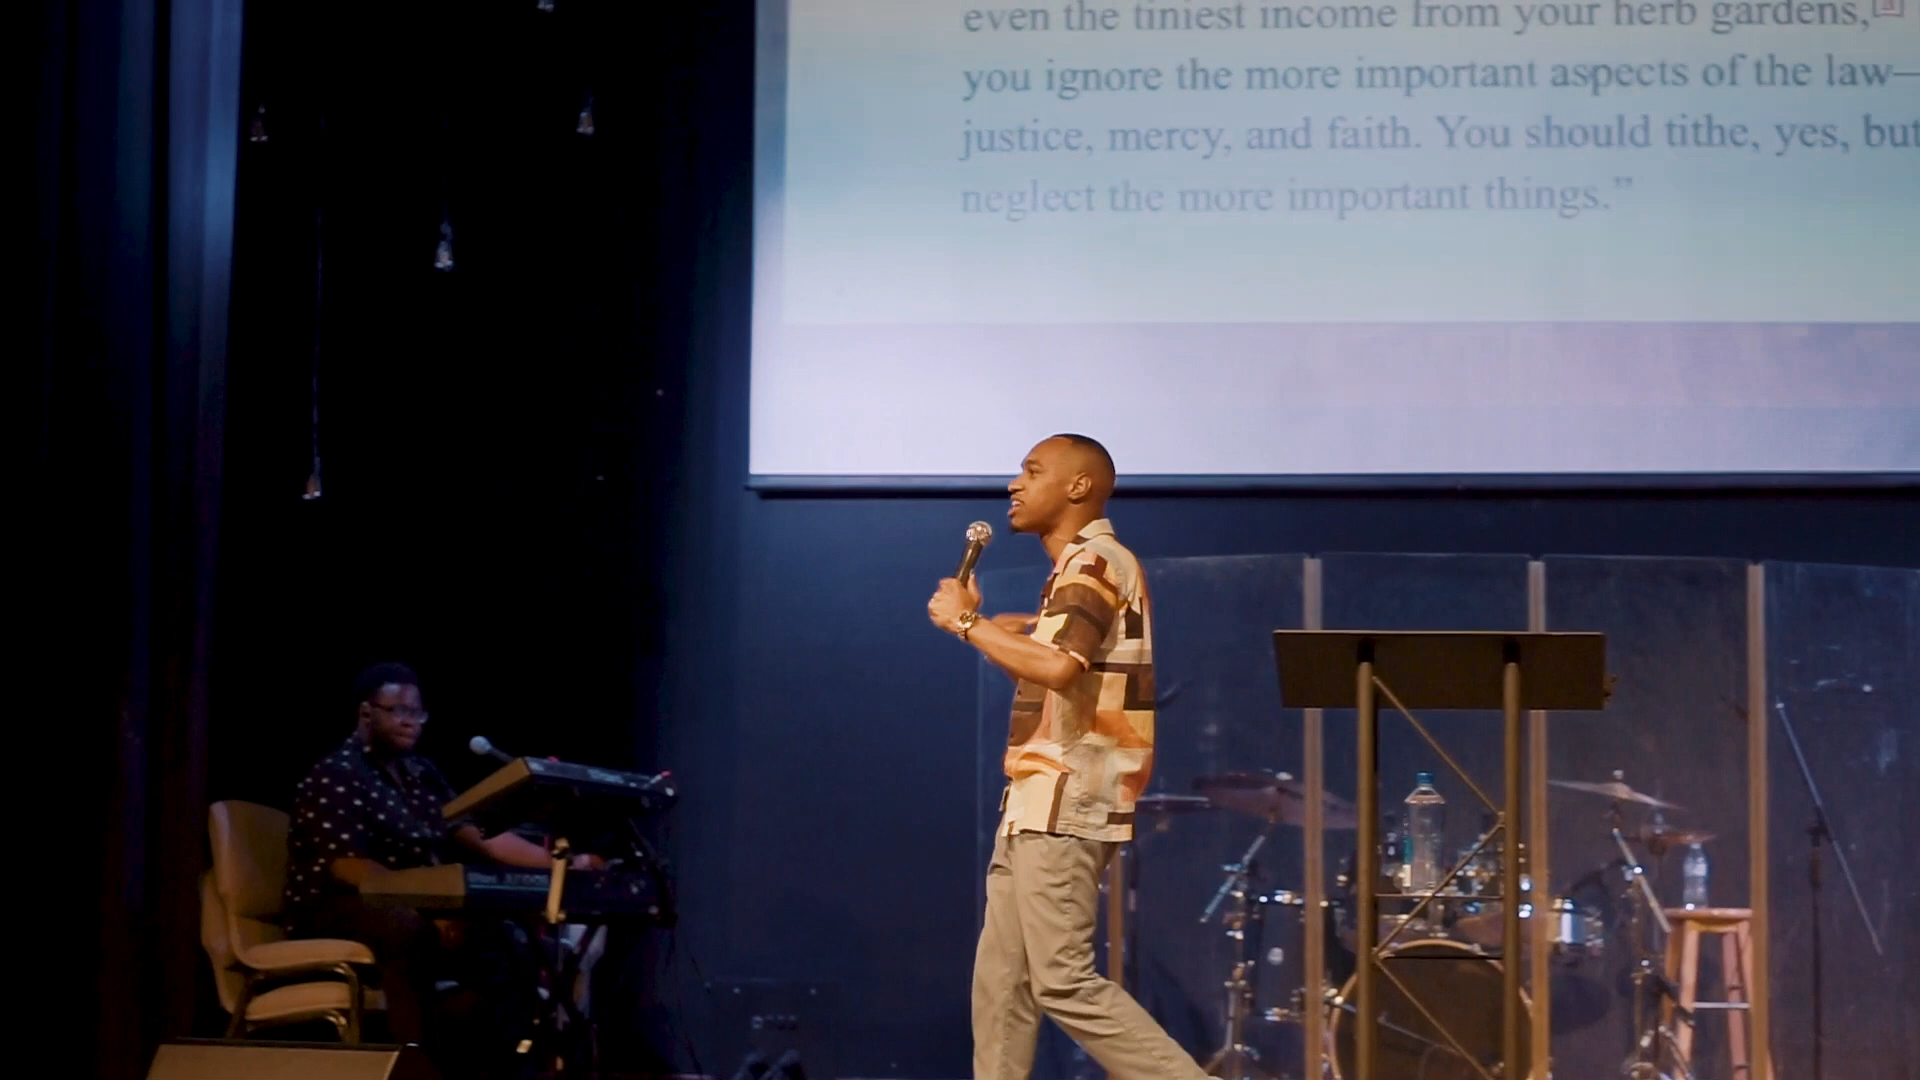 even the tiniest income from your herb gardens,[a]
you ignore the more important aspects of the law—
justice, mercy, and faith. You should tithe, yes, but
neglect the more important things.”